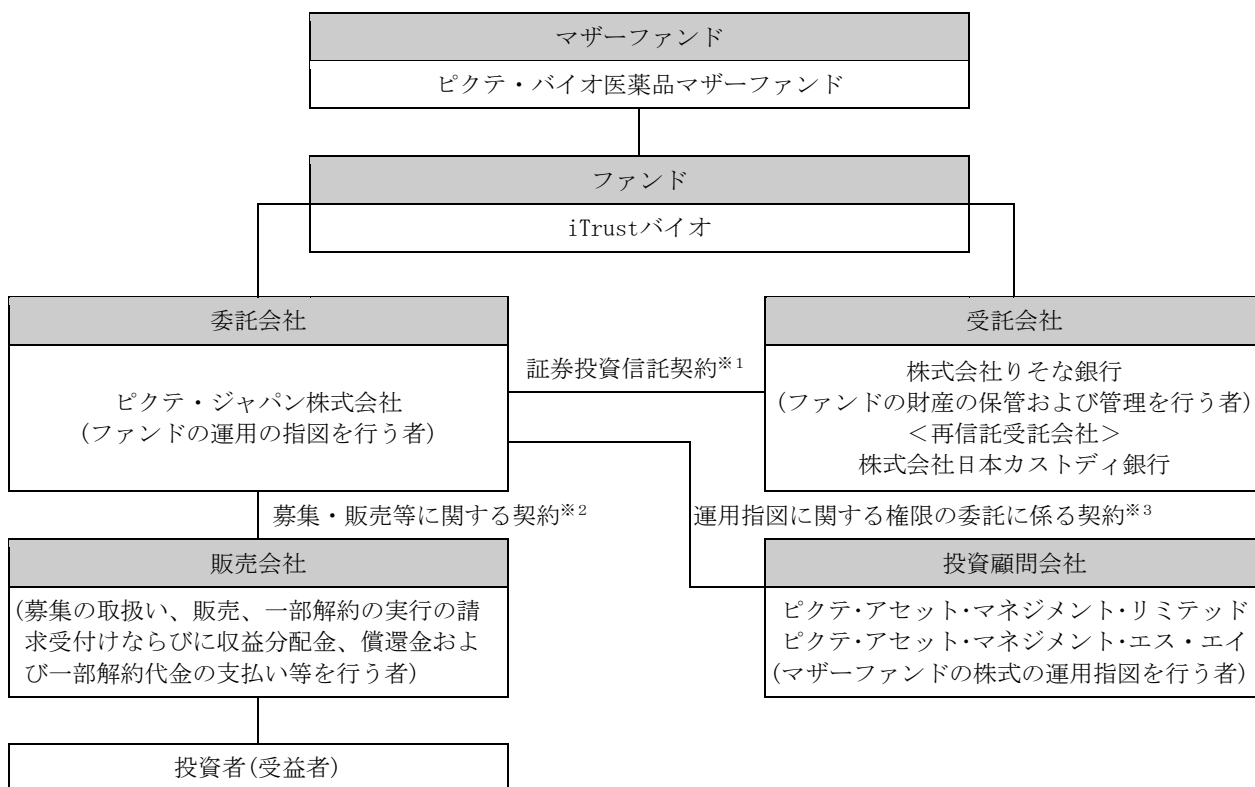 マザーファンド
ピクテ・バイオ医薬品マザーファンド
ファンド
iTrustバイオ
委託会社
ピクテ・ジャパン株式会社
(ファンドの運用の指図を行う者)
証券投資信託契約※1
受託会社
株式会社りそな銀行
(ファンドの財産の保管および管理を行う者)
<再信託受託会社>
株式会社日本カストディ銀行
募集・販売等に関する契約※2
運用指図に関する権限の委託に係る契約※3
販売会社
(募集の取扱い、販売、一部解約の実行の請
求受付けならびに収益分配金、償還金およ
び一部解約代金の支払い等を行う者)
投資顧問会社
ピクテ・アセット・マネジメント・リミテッド
ピクテ・アセット・マネジメント・エス・エイ
(マザーファンドの株式の運用指図を行う者)
投資者(受益者)